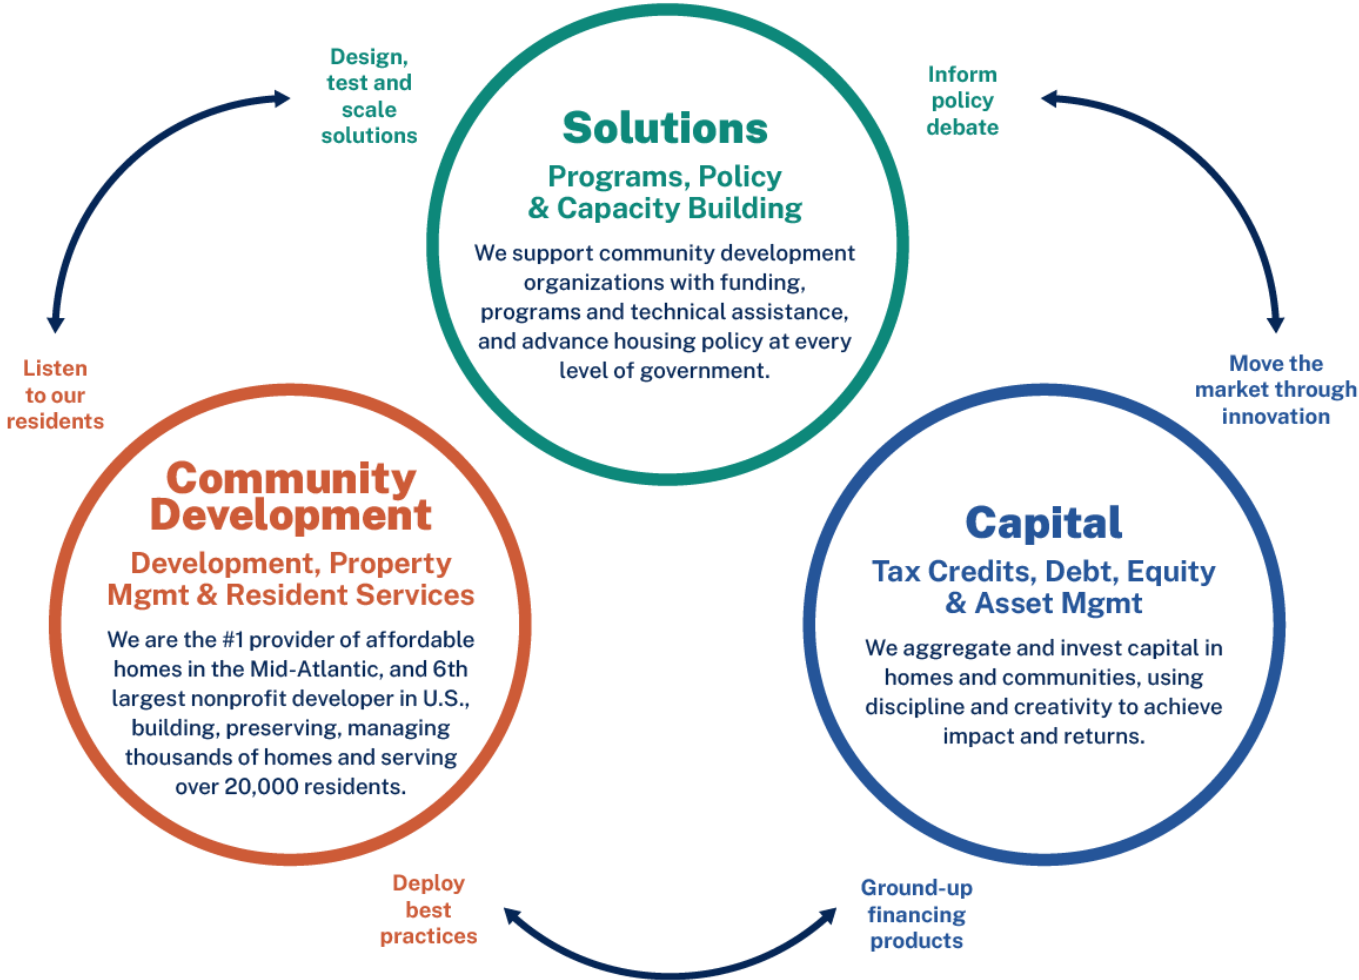 Design,
test and
scale
solutions
Inform
policy
debate
Solutions
Programs, Policy
& Capacity Building
We support community development
organizations with funding,
programs and technical assistance,
and advance housing policy at every
level of government.
Listen
to our
residents
Move the
market through
innovation
Community
Development
Development, Property
Mgmt & Resident Services
We are the #1 provider of affordable
homes in the Mid-Atlantic, and 6th
largest nonprofit developer in U.S.,
building, preserving, managing
thousands of homes and serving
over 20,000 residents.
Capital
Tax Credits, Debt, Equity
& Asset Mgmt
We aggregate and invest capital in
homes and communities, using
discipline and creativity to achieve
impact and returns.
Deploy
best
practices
Ground-up
financing
products